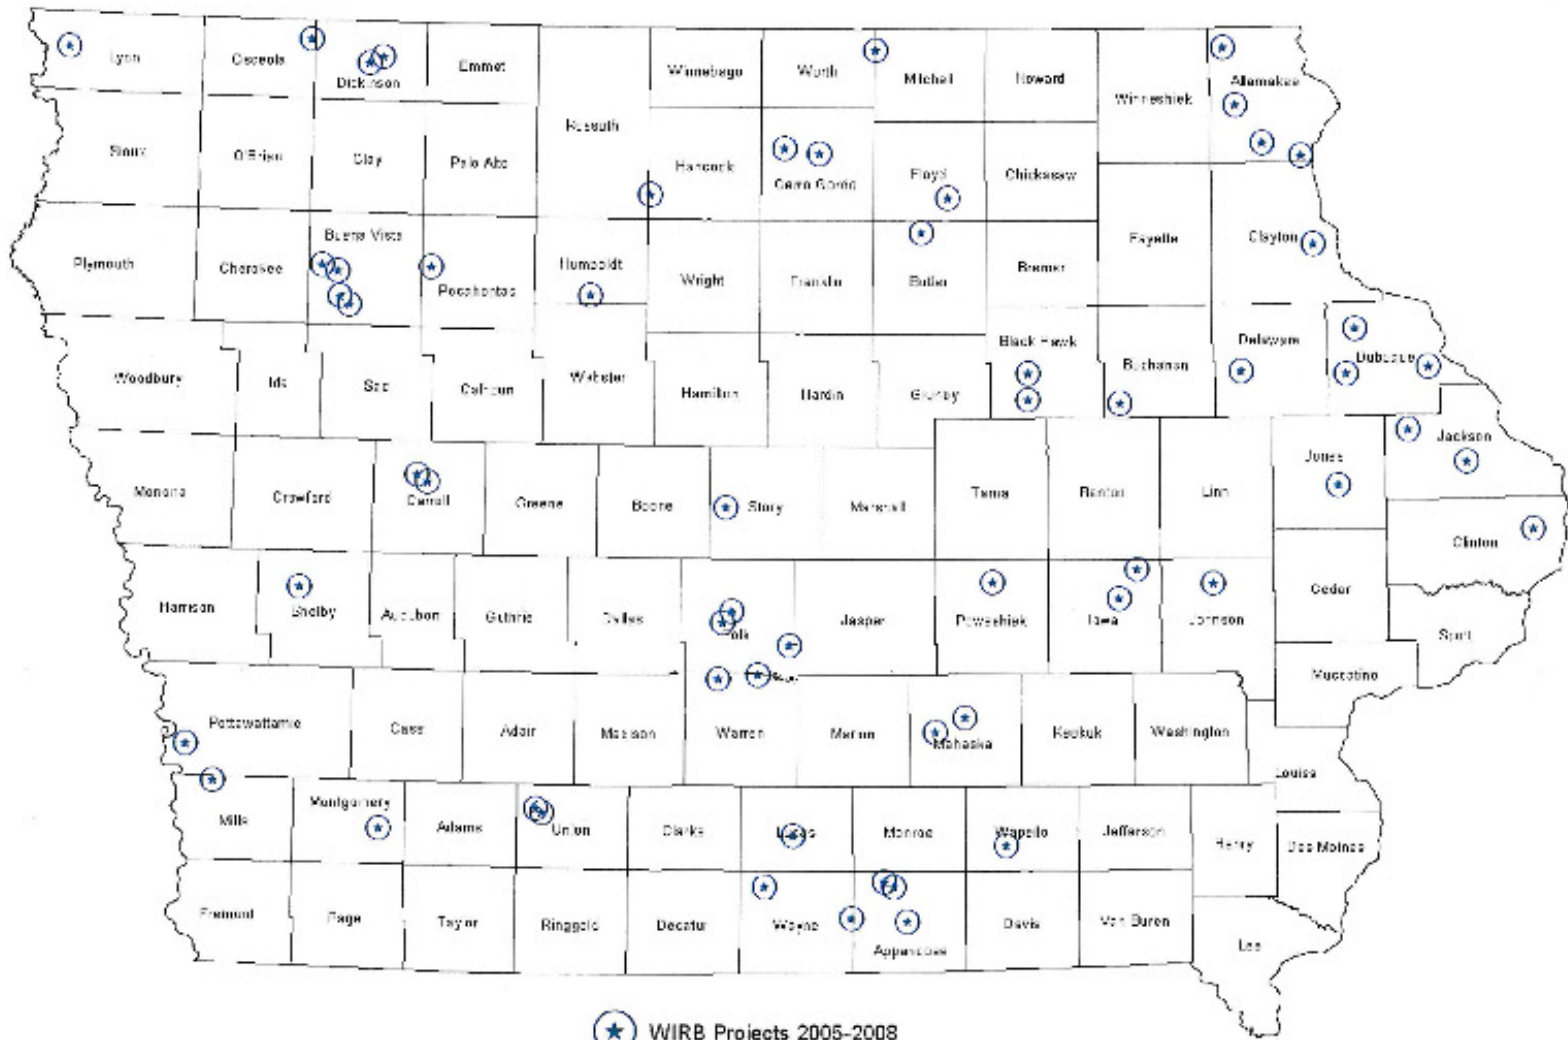 Lyon
Osceola
Dickinson
Emmet
Kossuth
Winnebago
Worth
Mitchell
Howard
Winneshiek
Allamakee
Sioux
O'Brien
Clay
Palo Alto
Hancock
Cerro Gordo
Floyd
Chickasaw
Fayette
Clayton
Plymouth
Cherokee
Buena Vista
Pocahontas
Humboldt
Wright
Franklin
Butler
Bremer
Woodbury
Ida
Sac
Calhoun
Webster
Hamilton
Hardin
Grundy
Black Hawk
Buchanan
Delaware
Dubuque
Monona
Crawford
Carroll
Greene
Boone
Story
Marshall
Tama
Benton
Linn
Jones
Jackson
Clinton
Harrison
Shelby
Audubon
Guthrie
Dallas
Polk
Jasper
Poweshiek
Iowa
Johnson
Cedar
Scott
Muscatine
Pottawattamie
Cass
Adair
Madison
Warren
Marion
Mahaska
Keokuk
Washington
Louisa
Mills
Montgomery
Adams
Union
Clarke
Lucas
Monroe
Wapello
Jefferson
Henry
Des Moines
Fremont
Page
Taylor
Ringgold
Decatur
Wayne
Appanoose
Davis
Van Buren
Lee
WIRB Projects 2005-2008